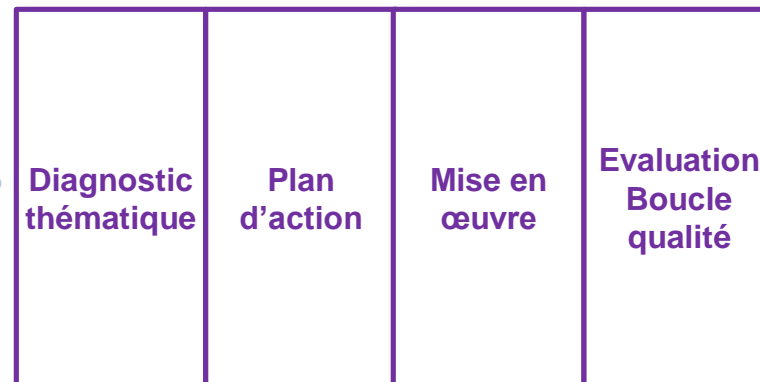 Diagnostic
thématique
Plan
d’action
Mise en
œuvre
Evaluation
Boucle
qualité